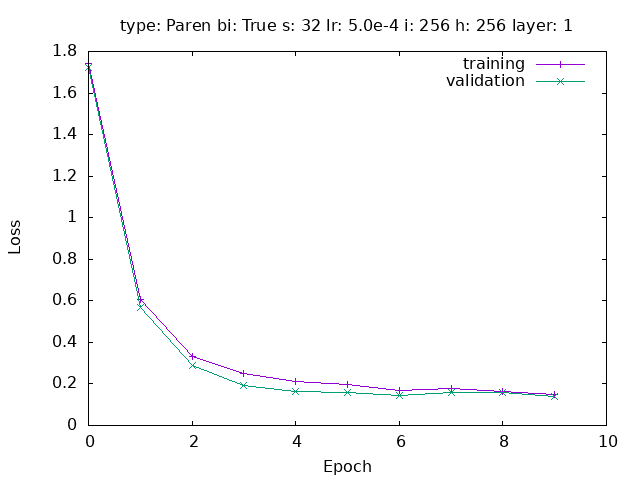 type: Paren bi: True s: 32 lr: 5.0e-4 i: 256 h: 256 layer: 1
training
validation
1.8
1.6
1.4
1.2
1
0.8
0.6
0.4
0.2
0
Loss
0 2 4 6 8 10
Epoch